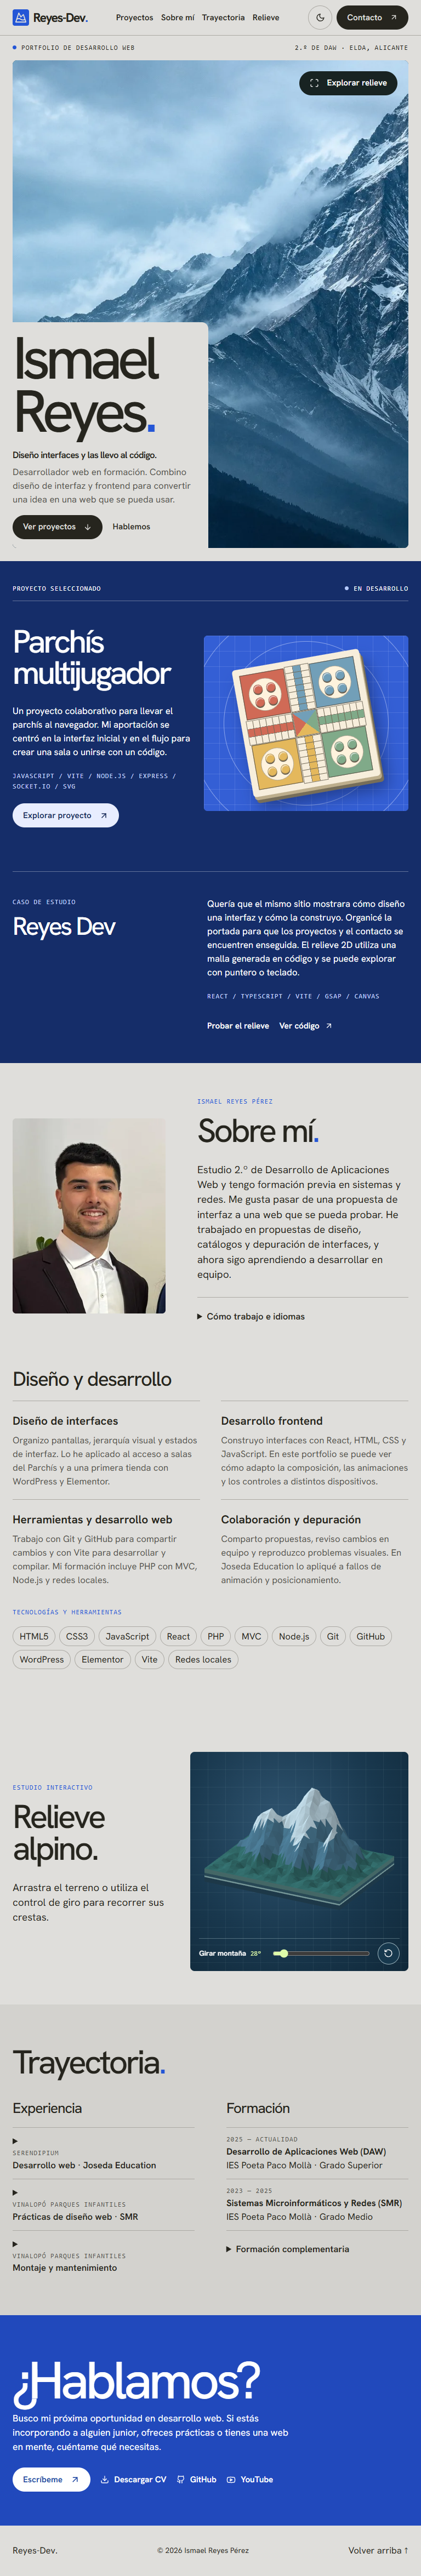 Reyes-Dev.
Proyectos Sobre mí Trayectoria Relieve
Contacto
PORTFOLIO DE DESARROLLO WEB
2.º DE DAW · ELDA, ALICANTE
Explorar relieve
Ismael
Reyes.
Diseño interfaces y las llevo al código.
Desarrollador web en formación. Combino
diseño de interfaz y frontend para convertir
una idea en una web que se pueda usar.
Ver proyectos ↓ Hablemos
PROYECTO SELECCIONADO
EN DESARROLLO
Parchís
multijugador
Un proyecto colaborativo para llevar el
parchís al navegador. Mi aportación se
centró en la interfaz inicial y en el flujo para
crear una sala o unirse con un código.
JAVASCRIPT / VITE / NODE.JS / EXPRESS /
SOCKET.IO / SVG
Explorar proyecto
CASO DE ESTUDIO
Reyes Dev
Quería que el mismo sitio mostrara cómo diseño
una interfaz y cómo la construyo. Organicé la
portada para que los proyectos y el contacto se
encuentren enseguida. El relieve 2D utiliza una
malla generada en código y se puede explorar
con puntero o teclado.
REACT / TYPESCRIPT / VITE / GSAP / CANVAS
Probar el relieve Ver código
ISMAEL REYES PÉREZ
Sobre mí.
Estudio 2.º de Desarrollo de Aplicaciones
Web y tengo formación previa en sistemas y
redes. Me gusta pasar de una propuesta de
interfaz a una web que se pueda probar. He
trabajado en propuestas de diseño,
catálogos y depuración de interfaces, y
ahora sigo aprendiendo a desarrollar en
equipo.
Cómo trabajo e idiomas
Diseño y desarrollo
Diseño de interfaces
Organizo pantallas, jerarquía visual y estados
de interfaz. Lo he aplicado al acceso a salas
del Parchís y a una primera tienda con
WordPress y Elementor.
Desarrollo frontend
Construyo interfaces con React, HTML, CSS y
JavaScript. En este portfolio se puede ver
cómo adapto la composición, las animaciones
y los controles a distintos dispositivos.
Herramientas y desarrollo web
Trabajo con Git y GitHub para compartir
cambios y con Vite para desarrollar y
compilar. Mi formación incluye PHP con MVC,
Node.js y redes locales.
Colaboración y depuración
Comparto propuestas, reviso cambios en
equipo y reproduzco problemas visuales. En
Joseda Education lo apliqué a fallos de
animación y posicionamiento.
TECNOLOGÍAS Y HERRAMIENTAS
HTML5 CSS3 JavaScript React PHP MVC Node.js Git GitHub
WordPress Elementor Vite Redes locales
ESTUDIO INTERACTIVO
Relieve
alpino.
Arrastra el terreno o utiliza el
control de giro para recorrer sus
crestas.
Girar montaña 28°
Trayectoria.
Experiencia
SERENDIPIUM
Desarrollo web · Joseda Education
VINALOPÓ PARQUES INFANTILES
Prácticas de diseño web · SMR
VINALOPÓ PARQUES INFANTILES
Montaje y mantenimiento
Formación
2025 — ACTUALIDAD
Desarrollo de Aplicaciones Web (DAW)
IES Poeta Paco Mollà · Grado Superior
2023 — 2025
Sistemas Microinformáticos y Redes (SMR)
IES Poeta Paco Mollà · Grado Medio
Formación complementaria
¿Hablamos?
Busco mi próxima oportunidad en desarrollo web. Si estás
incorporando a alguien junior, ofreces prácticas o tienes una web
en mente, cuéntame qué necesitas.
Escríbeme Descargar CV GitHub YouTube
Reyes-Dev.
© 2026 Ismael Reyes Pérez
Volver arriba ↑